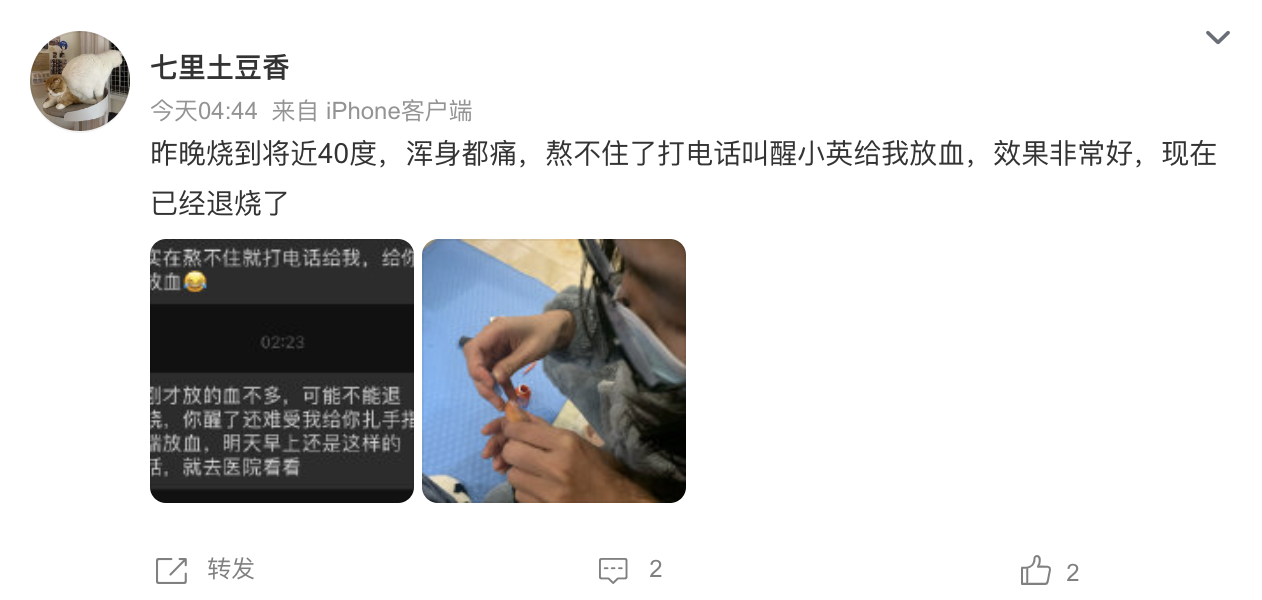 七里土豆香
今天04:44 来自 iPhone客户端
昨晚烧到将近40度，浑身都痛，熬不住了打电话叫醒小英给我放血，效果非常好，现在
已经退烧了
实在熬不住就打电话给我，给你
放血😂
02:23
刚才放的血不多，可能不能退
烧，你醒了还难受我给你扎手指
端放血，明天早上还是这样的
话，就去医院看看
转发
2
2